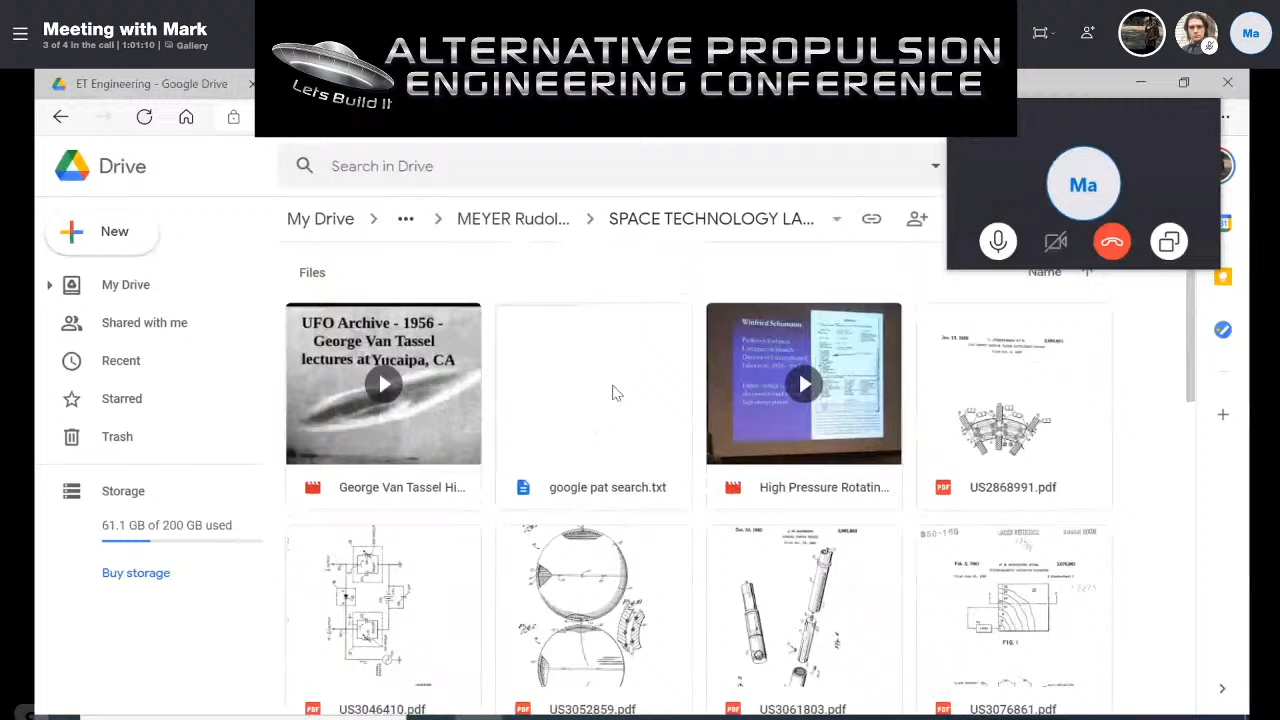 Meeting with Mark
3 of 4 in the call | 1:01:10 | Gallery
ALTERNATIVE PROPULSION
ENGINEERING CONFERENCE
Lets Build It
Ma
ET Engineering - Google Drive
Drive
Search in Drive
Ma
New
My Drive > ... > MEYER Rudol... > SPACE TECHNOLOGY LA...
Files
Name
My Drive
Shared with me
Recent
Starred
Trash
Storage
61.1 GB of 200 GB used
Buy storage
UFO Archive - 1956 -
George Van Tassel
Yucaipa, CA
Winfried Schumann
George Van Tassel Hi...
google pat search.txt
High Pressure Rotatin...
US2868991.pdf
FIG. 1
US3046410.pdf
US3052859.pdf
US3061803.pdf
US3076861.pdf